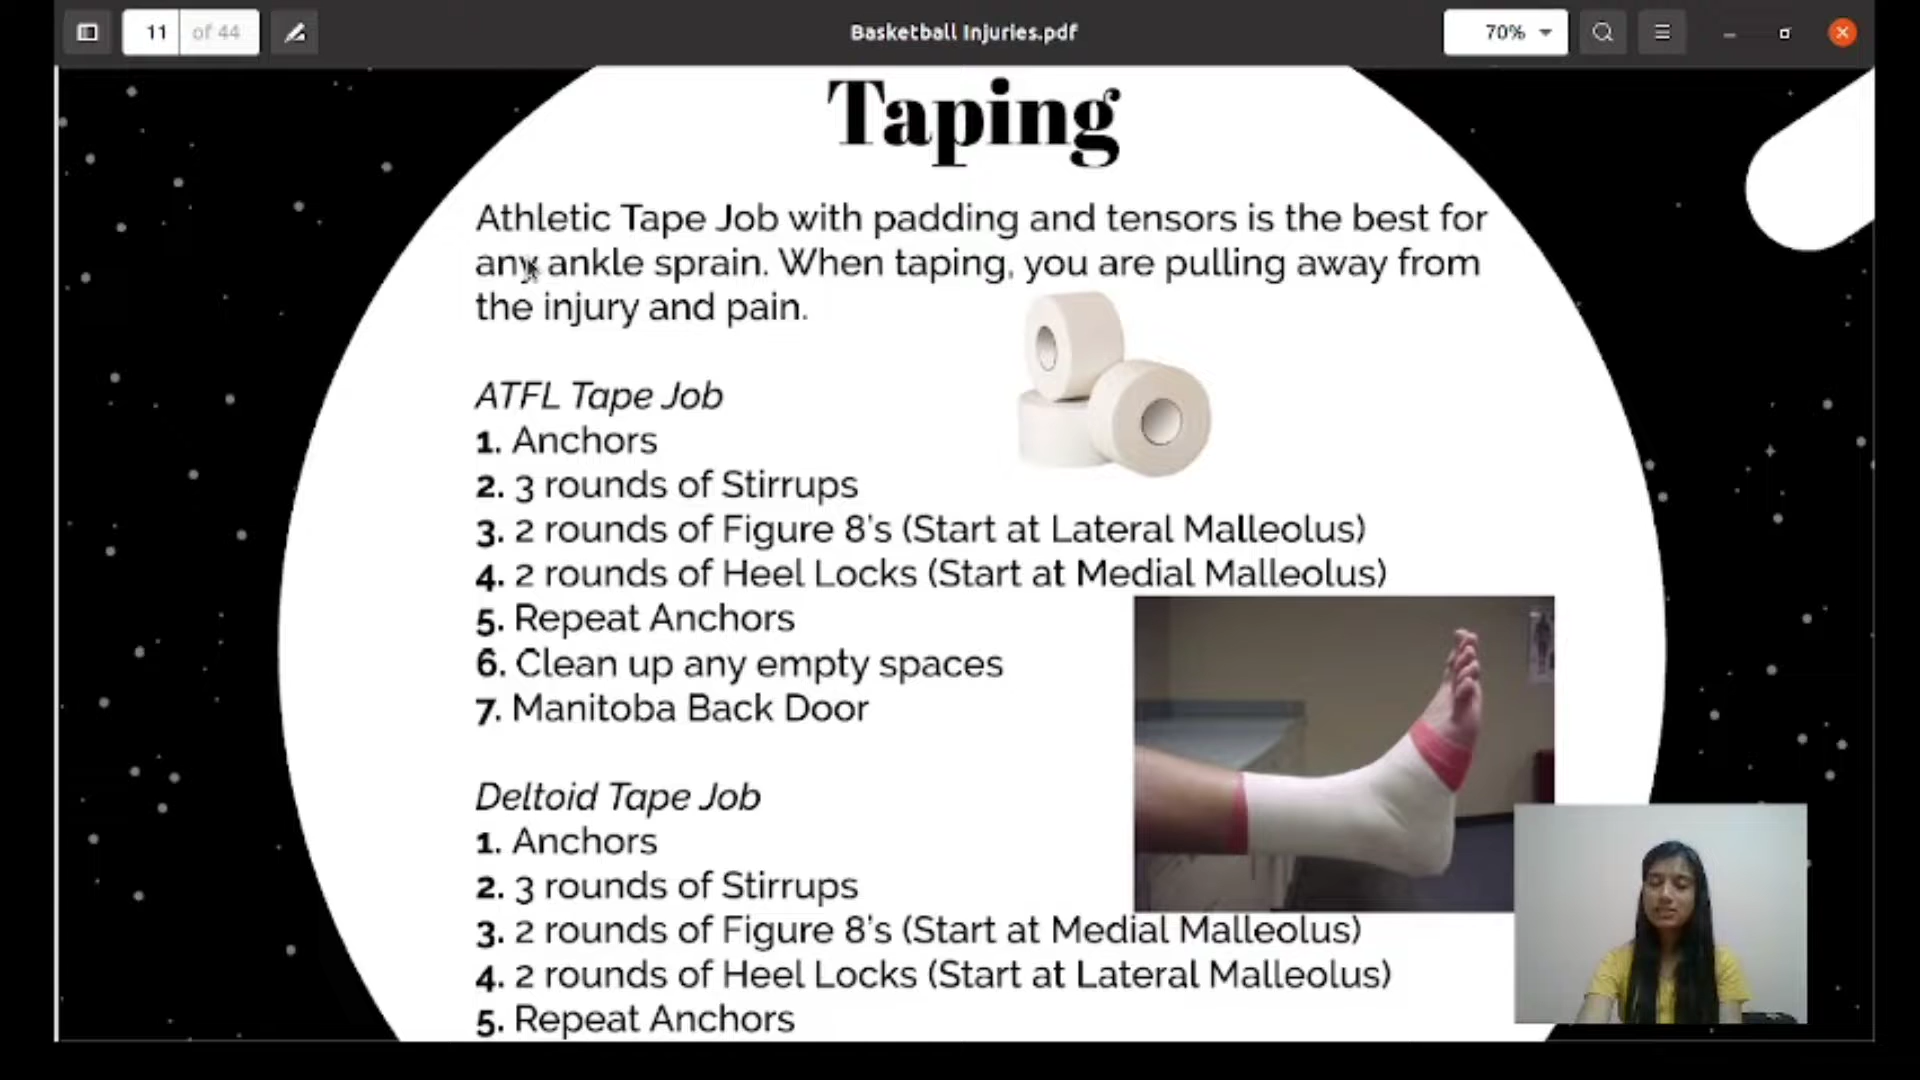 11 of 44
Basketball Injuries.pdf
70%
Taping
Athletic Tape Job with padding and tensors is the best for
any ankle sprain. When taping, you are pulling away from
the injury and pain.
ATFL Tape Job
1. Anchors
2. 3 rounds of Stirrups
3. 2 rounds of Figure 8's (Start at Lateral Malleolus)
4. 2 rounds of Heel Locks (Start at Medial Malleolus)
5. Repeat Anchors
6. Clean up any empty spaces
7. Manitoba Back Door
Deltoid Tape Job
1. Anchors
2. 3 rounds of Stirrups
3. 2 rounds of Figure 8's (Start at Medial Malleolus)
4. 2 rounds of Heel Locks (Start at Lateral Malleolus)
5. Repeat Anchors